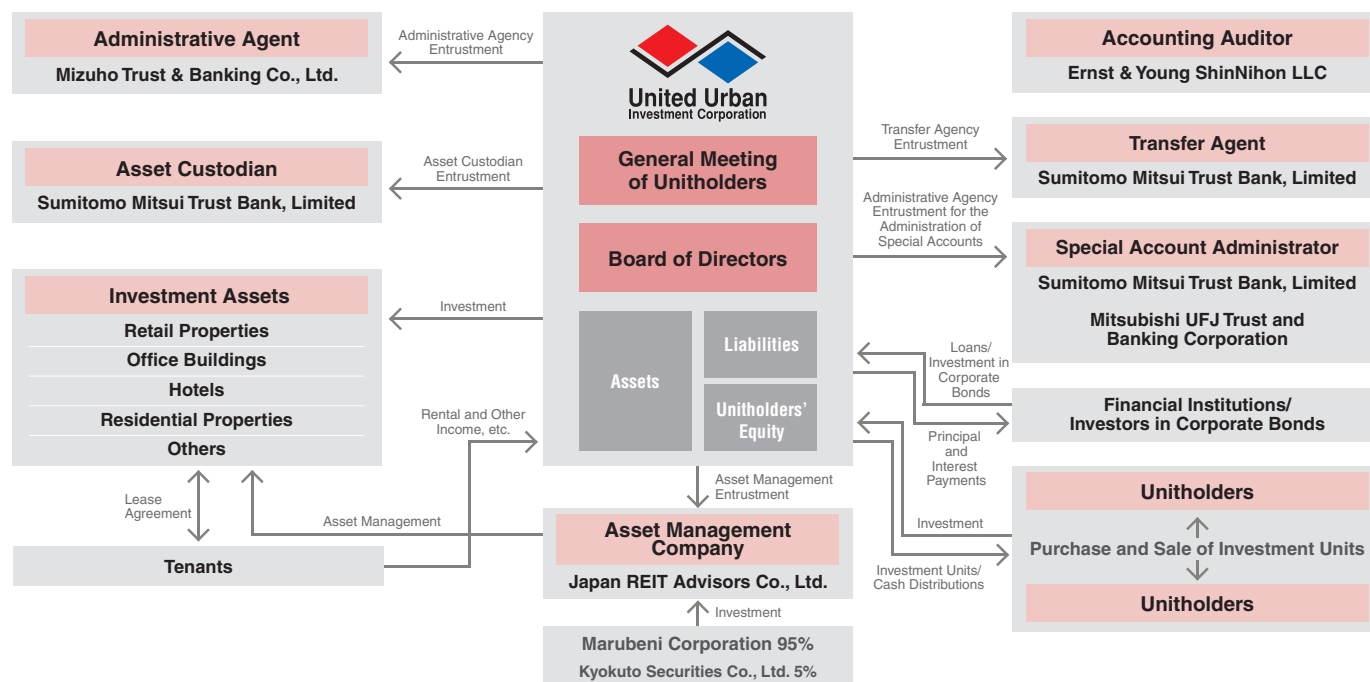 Administrative Agent
Mizuho Trust & Banking Co., Ltd.
Administrative Agency
Entrustment
Asset Custodian
Sumitomo Mitsui Trust Bank, Limited
Asset Custodian
Entrustment
Investment Assets
Retail Properties
Office Buildings
Hotels
Residential Properties
Others
Investment
Rental and Other
Income, etc.
Lease
Agreement
Asset Management
Tenants
United Urban
Investment Corporation
General Meeting
of Unitholders
Board of Directors
Assets
Liabilities
Unitholders'
Equity
Asset Management
Entrustment
Asset Management
Company
Japan REIT Advisors Co., Ltd.
Investment
Marubeni Corporation 95%
Kyokuto Securities Co., Ltd. 5%
Accounting Auditor
Ernst & Young ShinNihon LLC
Transfer Agency
Entrustment
Transfer Agent
Sumitomo Mitsui Trust Bank, Limited
Administrative Agency
Entrustment for the
Administration of
Special Accounts
Special Account Administrator
Sumitomo Mitsui Trust Bank, Limited
Mitsubishi UFJ Trust and
Banking Corporation
Loans/
Investment in
Corporate
Bonds
Financial Institutions/
Investors in Corporate Bonds
Principal
and
Interest
Payments
Investment
Investment Units/
Cash Distributions
Unitholders
Purchase and Sale of Investment Units
Unitholders